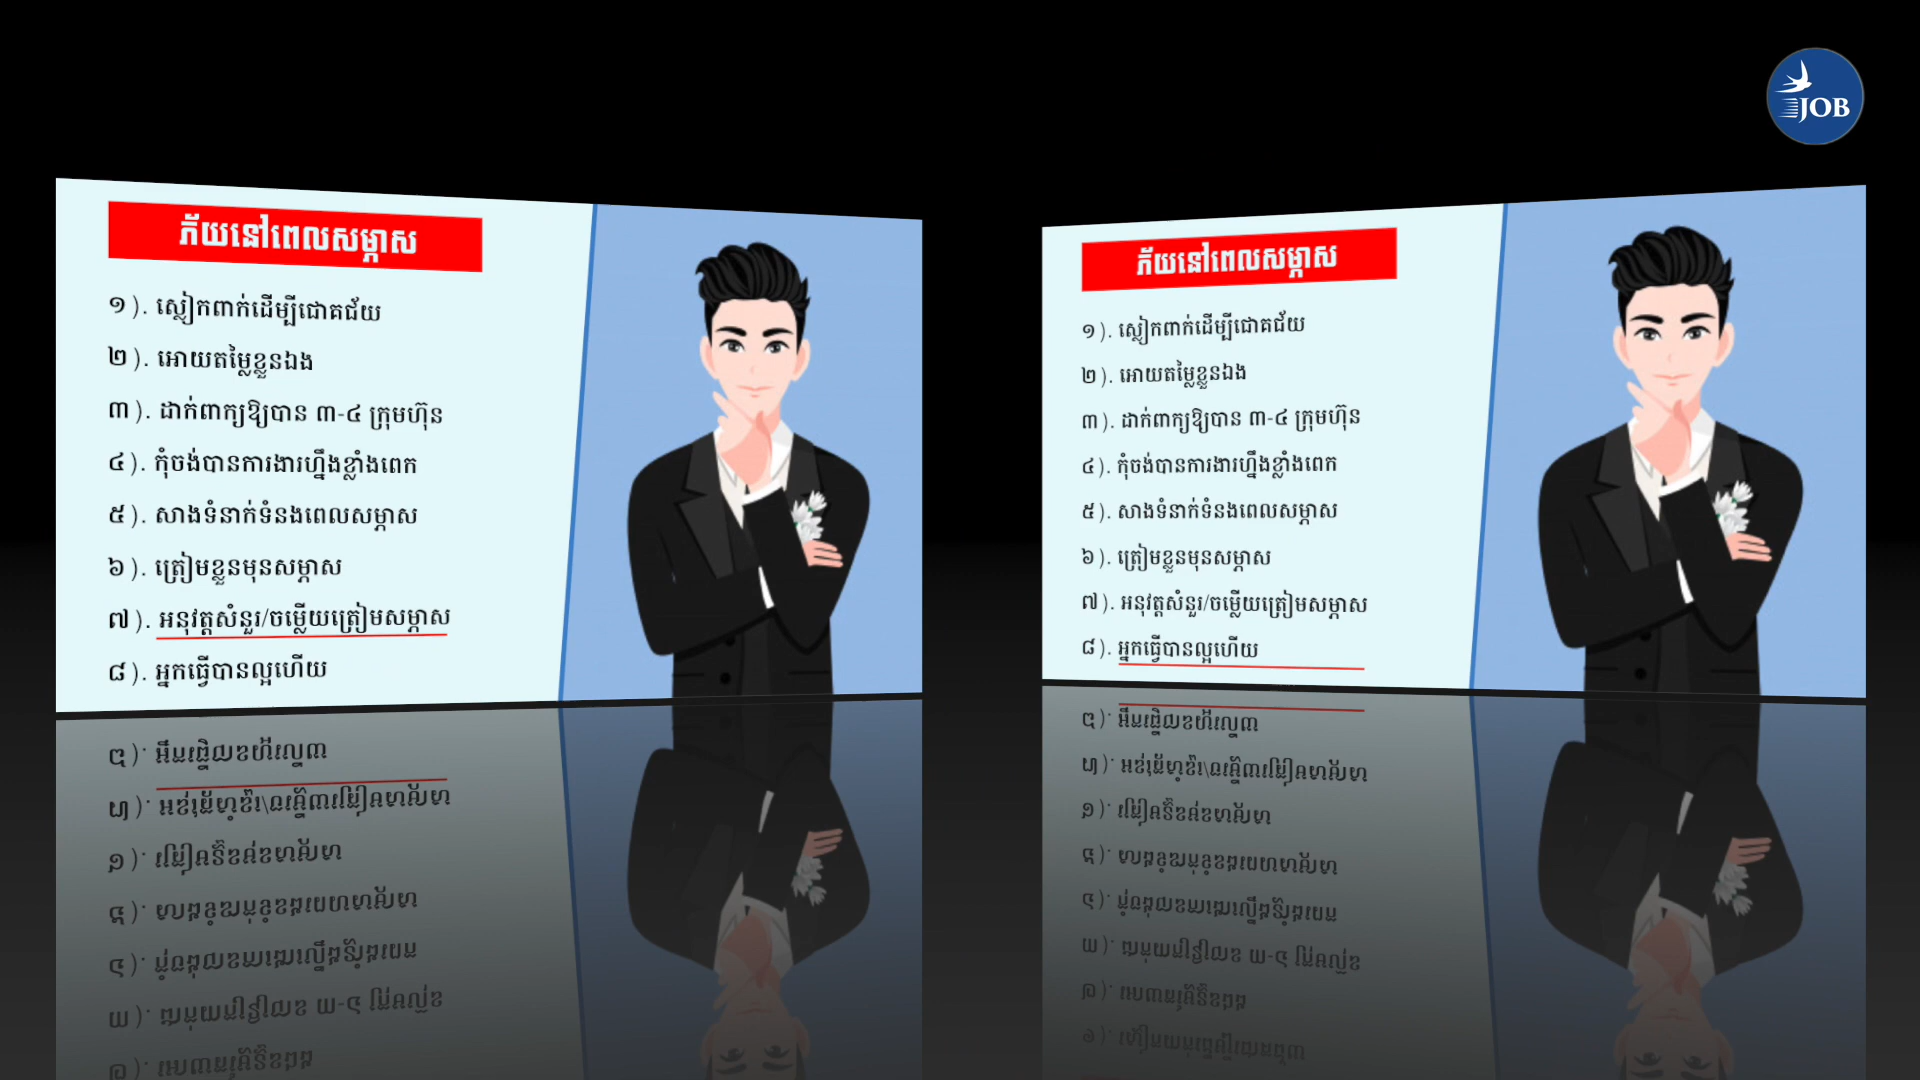 JOB
ភ័យនៅពេលសម្ភាស
១). ស្លៀកពាក់ដើម្បីជោគជ័យ
២). អោយតម្លៃខ្លួនឯង
៣). ដាក់ពាក្យឱ្យបាន ៣-៤ ក្រុមហ៊ុន
៤). កុំចង់បានការងារហ្នឹងខ្លាំងពេក
៥). សាងទំនាក់ទំនងពេលសម្ភាស
៦). ត្រៀមខ្លួនមុនសម្ភាស
៧). អនុវត្តសំនួរ/ចម្លើយត្រៀមសម្ភាស
៨). អ្នកធ្វើបានល្អហើយ
ភ័យនៅពេលសម្ភាស
១). ស្លៀកពាក់ដើម្បីជោគជ័យ
២). អោយតម្លៃខ្លួនឯង
៣). ដាក់ពាក្យឱ្យបាន ៣-៤ ក្រុមហ៊ុន
៤). កុំចង់បានការងារហ្នឹងខ្លាំងពេក
៥). សាងទំនាក់ទំនងពេលសម្ភាស
៦). ត្រៀមខ្លួនមុនសម្ភាស
៧). អនុវត្តសំនួរ/ចម្លើយត្រៀមសម្ភាស
៨). អ្នកធ្វើបានល្អហើយ